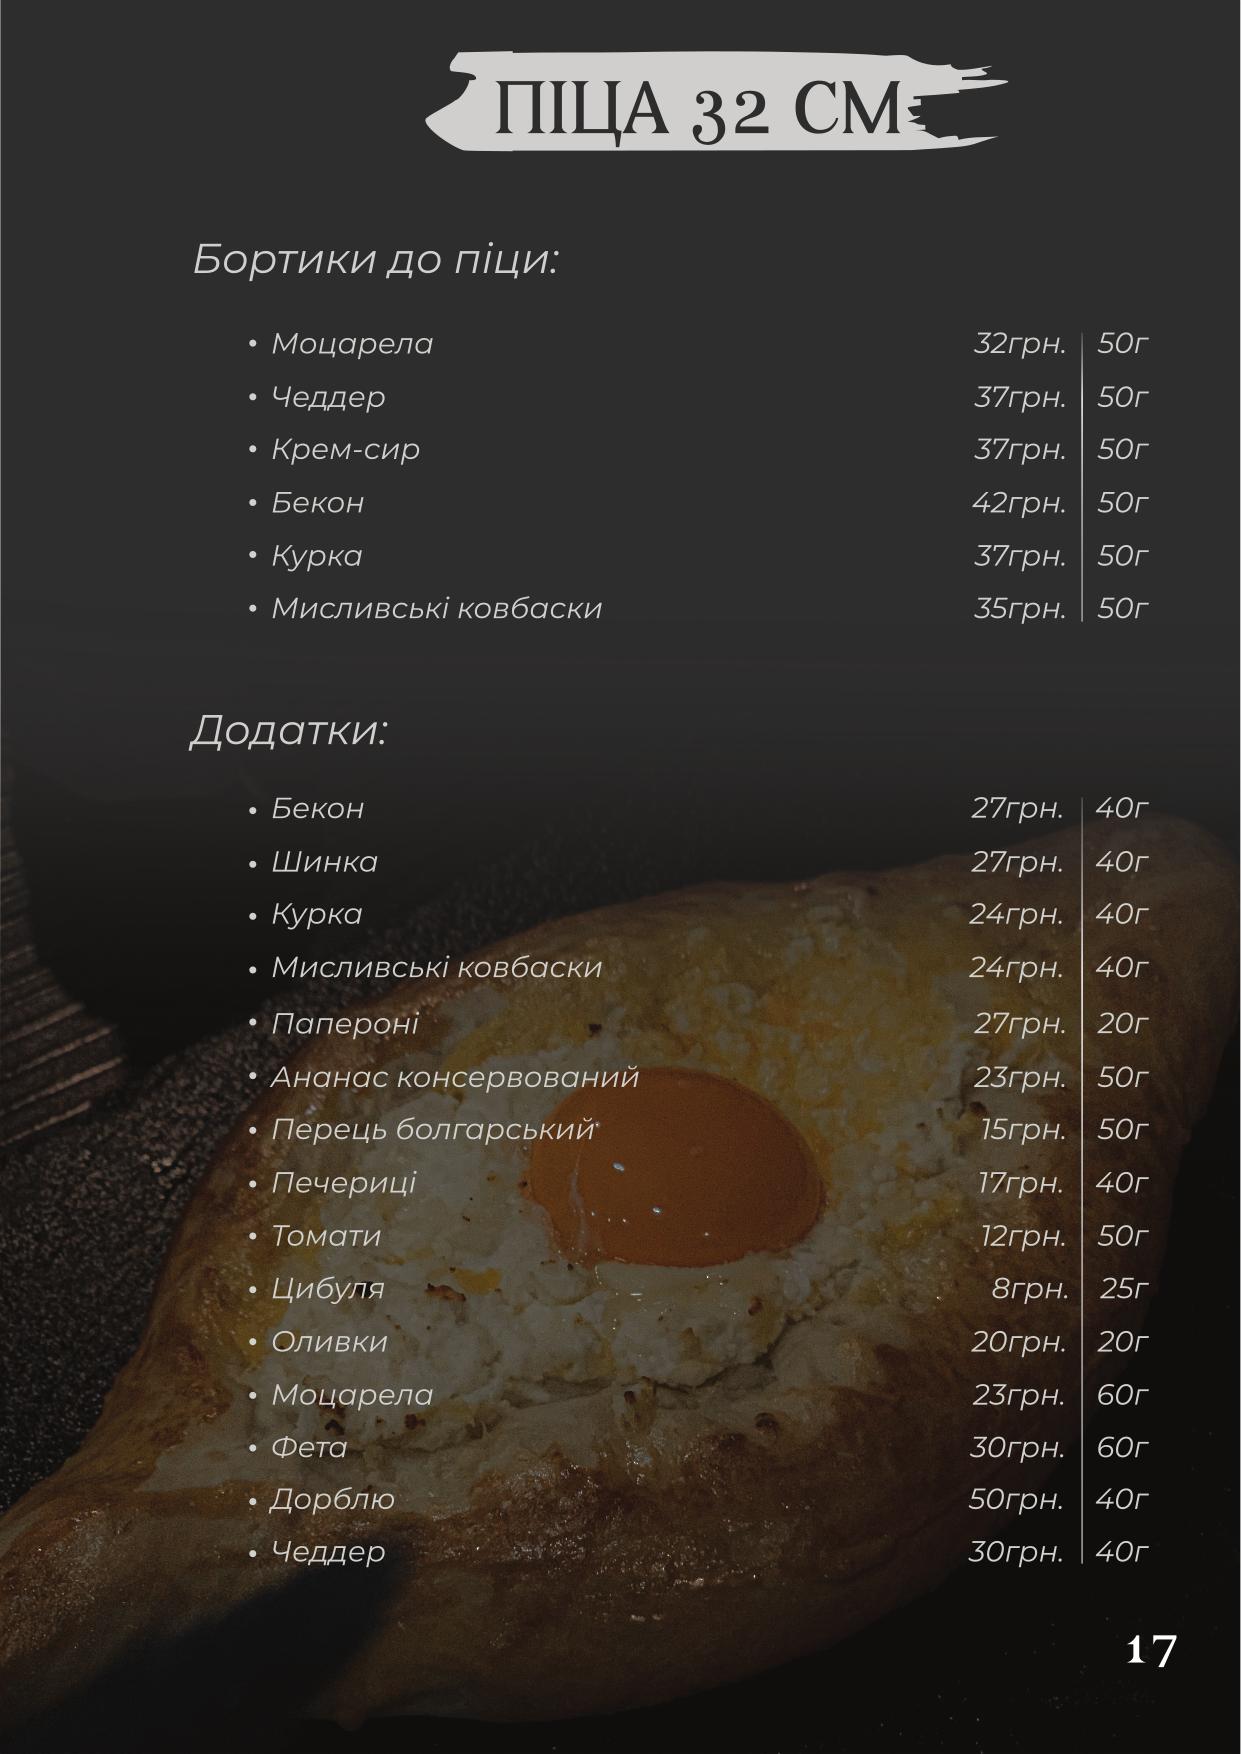 ПІЦА 32 СМ
Бортики до піци:
• Моцарела 32грн. 50г
• Чеддер 37грн. 50г
• Крем-сир 37грн. 50г
• Бекон 42грн. 50г
• Курка 37грн. 50г
• Мисливські ковбаски 35грн. 50г
Додатки:
• Бекон 27грн. 40г
• Шинка 27грн. 40г
• Курка 24грн. 40г
• Мисливські ковбаски 24грн. 40г
• Папероні 27грн. 20г
• Ананас консервований 23грн. 50г
• Перець болгарський 15грн. 50г
• Печериці 17грн. 40г
• Томати 12грн. 50г
• Цибуля 8грн. 25г
• Оливки 20грн. 20г
• Моцарела 23грн. 60г
• Фета 30грн. 60г
• Дорблю 50грн. 40г
• Чеддер 30грн. 40г
17